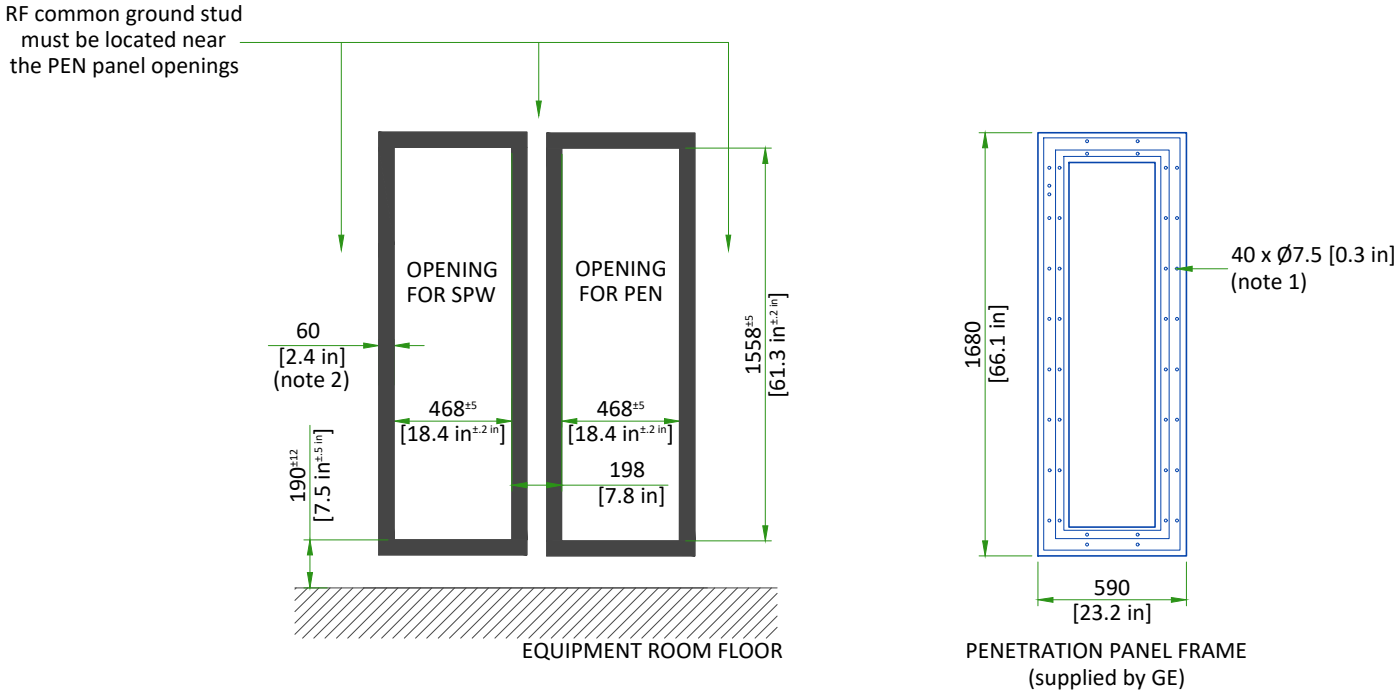 RF common ground stud
must be located near
the PEN panel openings
OPENING
FOR SPW
OPENING
FOR PEN
60
[2.4 in]
(note 2)
468±5
[18.4 in±.2 in]
468±5
[18.4 in±.2 in]
198
[7.8 in]
190±12
[7.5 in±.5 in]
1558±5
[61.3 in±.2 in]
EQUIPMENT ROOM FLOOR
1680
[66.1 in]
40 x Ø7.5 [0.3 in]
(note 1)
590
[23.2 in]
PENETRATION PANEL FRAME
(supplied by GE)